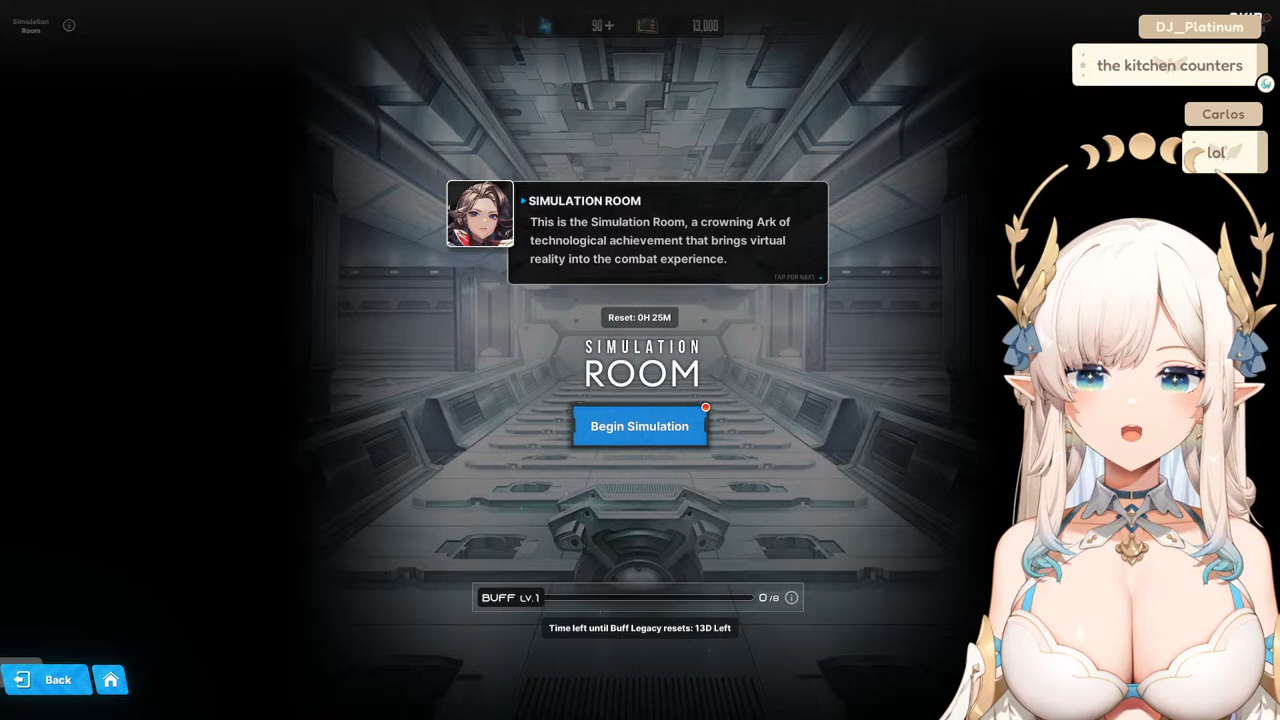 Simulation
Room
90 +
13,000
DJ_Platinum
the kitchen counters
Carlos
lol
SIMULATION ROOM
This is the Simulation Room, a crowning Ark of
technological achievement that brings virtual
reality into the combat experience.
TAP FOR NEXT
Reset: 0H 25M
SIMULATION
ROOM
Begin Simulation
BUFF LV.1
0/8
Time left until Buff Legacy resets: 13D Left
Back